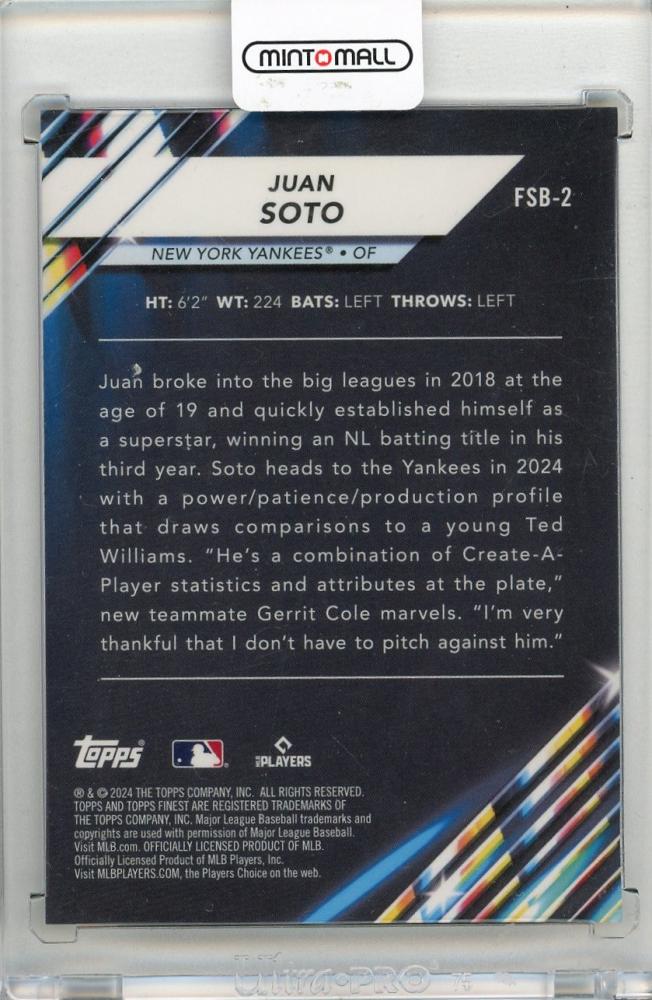 MINT MALL
JUAN
SOTO
FSB-2
NEW YORK YANKEES® • OF
HT: 6'2" WT: 224 BATS: LEFT THROWS: LEFT
Juan broke into the big leagues in 2018 at the
age of 19 and quickly established himself as
a superstar, winning an NL batting title in his
third year. Soto heads to the Yankees in 2024
with a power/patience/production profile
that draws comparisons to a young Ted
Williams. “He’s a combination of Create-A-
Player statistics and attributes at the plate,”
new teammate Gerrit Cole marvels. “I’m very
thankful that I don’t have to pitch against him.”
TOPPS®
MLB PLAYERS
® & © 2024 THE TOPPS COMPANY, INC. ALL RIGHTS RESERVED.
TOPPS AND TOPPS FINEST ARE REGISTERED TRADEMARKS OF
THE TOPPS COMPANY, INC. Major League Baseball trademarks and
copyrights are used with permission of Major League Baseball.
Visit MLB.com. OFFICIALLY LICENSED PRODUCT OF MLB.
Officially Licensed Product of MLB Players, Inc.
Visit MLBPLAYERS.COM, the Players Choice on the web.
Ultra•PRO®